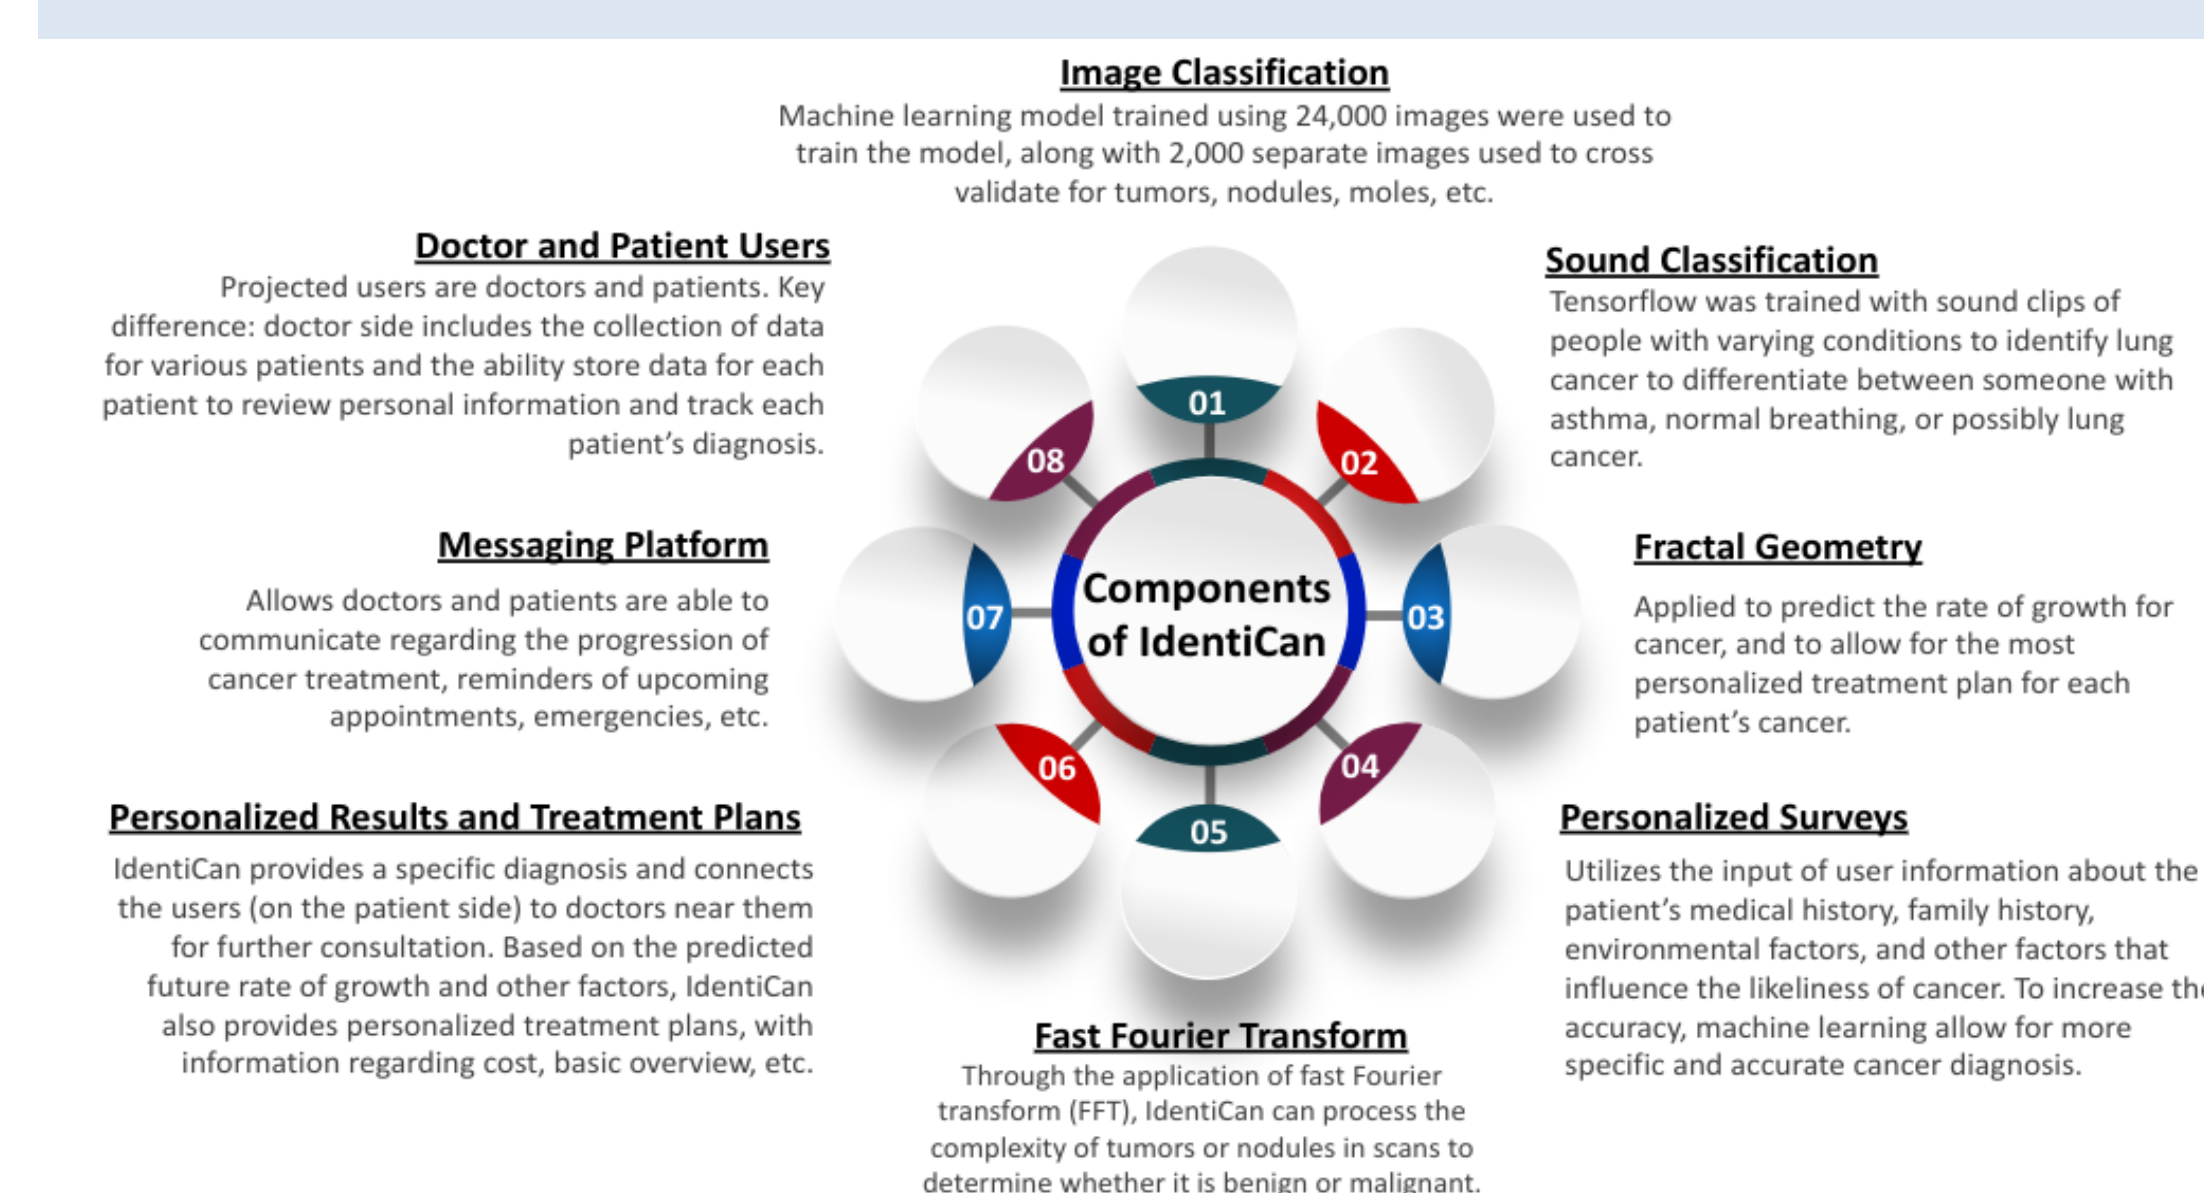 Image Classification
Machine learning model trained using 24,000 images were used to
train the model, along with 2,000 separate images used to cross
validate for tumors, nodules, moles, etc.
Sound Classification
Tensorflow was trained with sound clips of
people with varying conditions to identify lung
cancer to differentiate between someone with
asthma, normal breathing, or possibly lung
cancer.
Fractal Geometry
Applied to predict the rate of growth for
cancer, and to allow for the most
personalized treatment plan for each
patient's cancer.
Personalized Surveys
Utilizes the input of user information about the
patient's medical history, family history,
environmental factors, and other factors that
influence the likeliness of cancer. To increase the
accuracy, machine learning allow for more
specific and accurate cancer diagnosis.
Fast Fourier Transform
Through the application of fast Fourier
transform (FFT), IdentiCan can process the
complexity of tumors or nodules in scans to
determine whether it is benign or malignant.
Personalized Results and Treatment Plans
IdentiCan provides a specific diagnosis and connects
the users (on the patient side) to doctors near them
for further consultation. Based on the predicted
future rate of growth and other factors, IdentiCan
also provides personalized treatment plans, with
information regarding cost, basic overview, etc.
Messaging Platform
Allows doctors and patients are able to
communicate regarding the progression of
cancer treatment, reminders of upcoming
appointments, emergencies, etc.
Doctor and Patient Users
Projected users are doctors and patients. Key
difference: doctor side includes the collection of data
for various patients and the ability store data for each
patient to review personal information and track each
patient's diagnosis.
Components
of IdentiCan
01
02
03
04
05
06
07
08